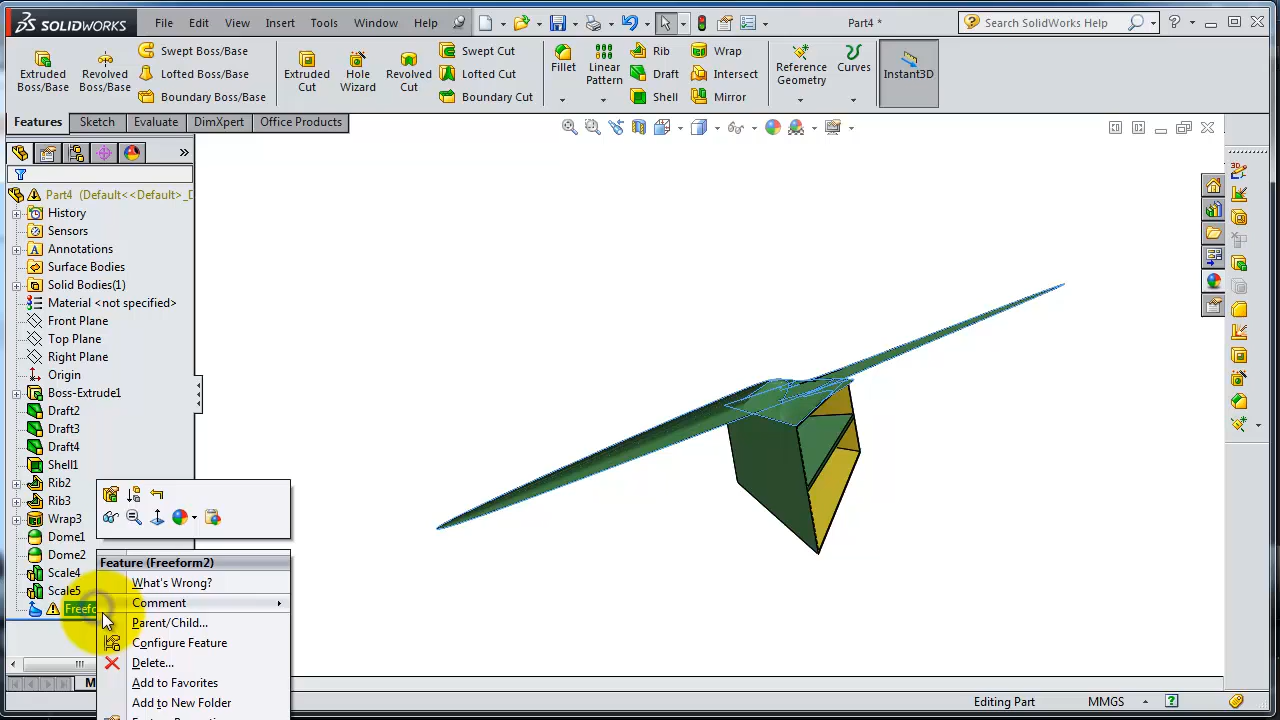 SOLIDWORKS File Edit View Insert Tools Window Help Part4 * Search SolidWorks Help
Extruded Boss/Base
Revolved Boss/Base
Swept Boss/Base
Lofted Boss/Base
Boundary Boss/Base
Extruded Cut
Hole Wizard
Revolved Cut
Swept Cut
Lofted Cut
Boundary Cut
Fillet
Linear Pattern
Rib
Draft
Shell
Wrap
Intersect
Mirror
Reference Geometry
Curves
Instant3D
Features Sketch Evaluate DimXpert Office Products
Part4 (Default<<Default>_D
History
Sensors
Annotations
Surface Bodies
Solid Bodies(1)
Material <not specified>
Front Plane
Top Plane
Right Plane
Origin
Boss-Extrude1
Draft2
Draft3
Draft4
Shell1
Rib2
Rib3
Wrap3
Dome1
Dome2
Scale4
Scale5
Freefo
Feature (Freeform2)
What's Wrong?
Comment
Parent/Child...
Configure Feature
Delete...
Add to Favorites
Add to New Folder
M
Editing Part MMGS